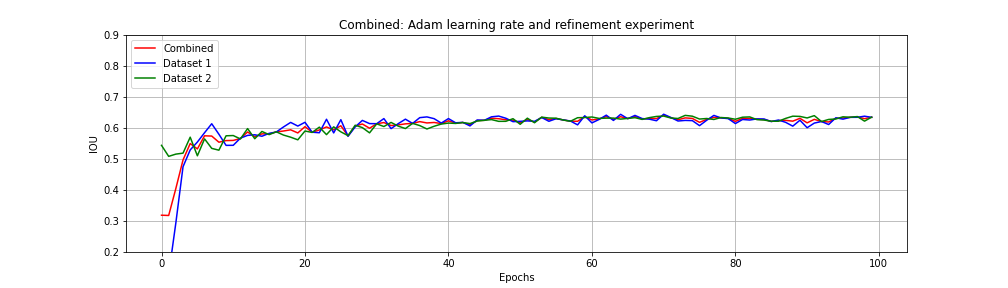 Combined: Adam learning rate and refinement experiment
Combined
Dataset 1
Dataset 2
IOU
0.9
0.8
0.7
0.6
0.5
0.4
0.3
0.2
0 20 40 60 80 100
Epochs